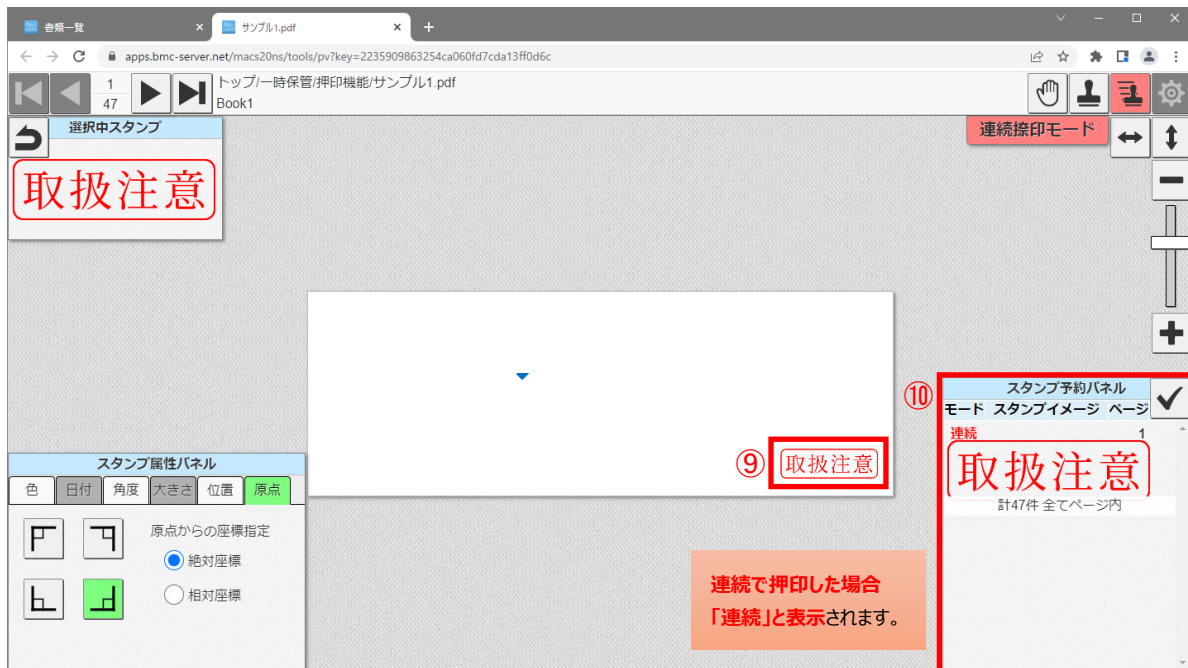 書類一覧
サンプル1.pdf
apps.bmc-server.net/macs20ns/tools/pv?key=2235909863254ca060fd7cda13ff0d6c
1
47
トップ/一時保管/押印機能/サンプル1.pdf
Book1
選択中スタンプ
取扱注意
連続捺印モード
⑨
取扱注意
⑩
スタンプ予約パネル
モード スタンプイメージ ページ
連続 1
取扱注意
計47件 全てページ内
スタンプ属性パネル
色 日付 角度 大きさ 位置 原点
原点からの座標指定
絶対座標
相対座標
連続で押印した場合
「連続」と表示されます。